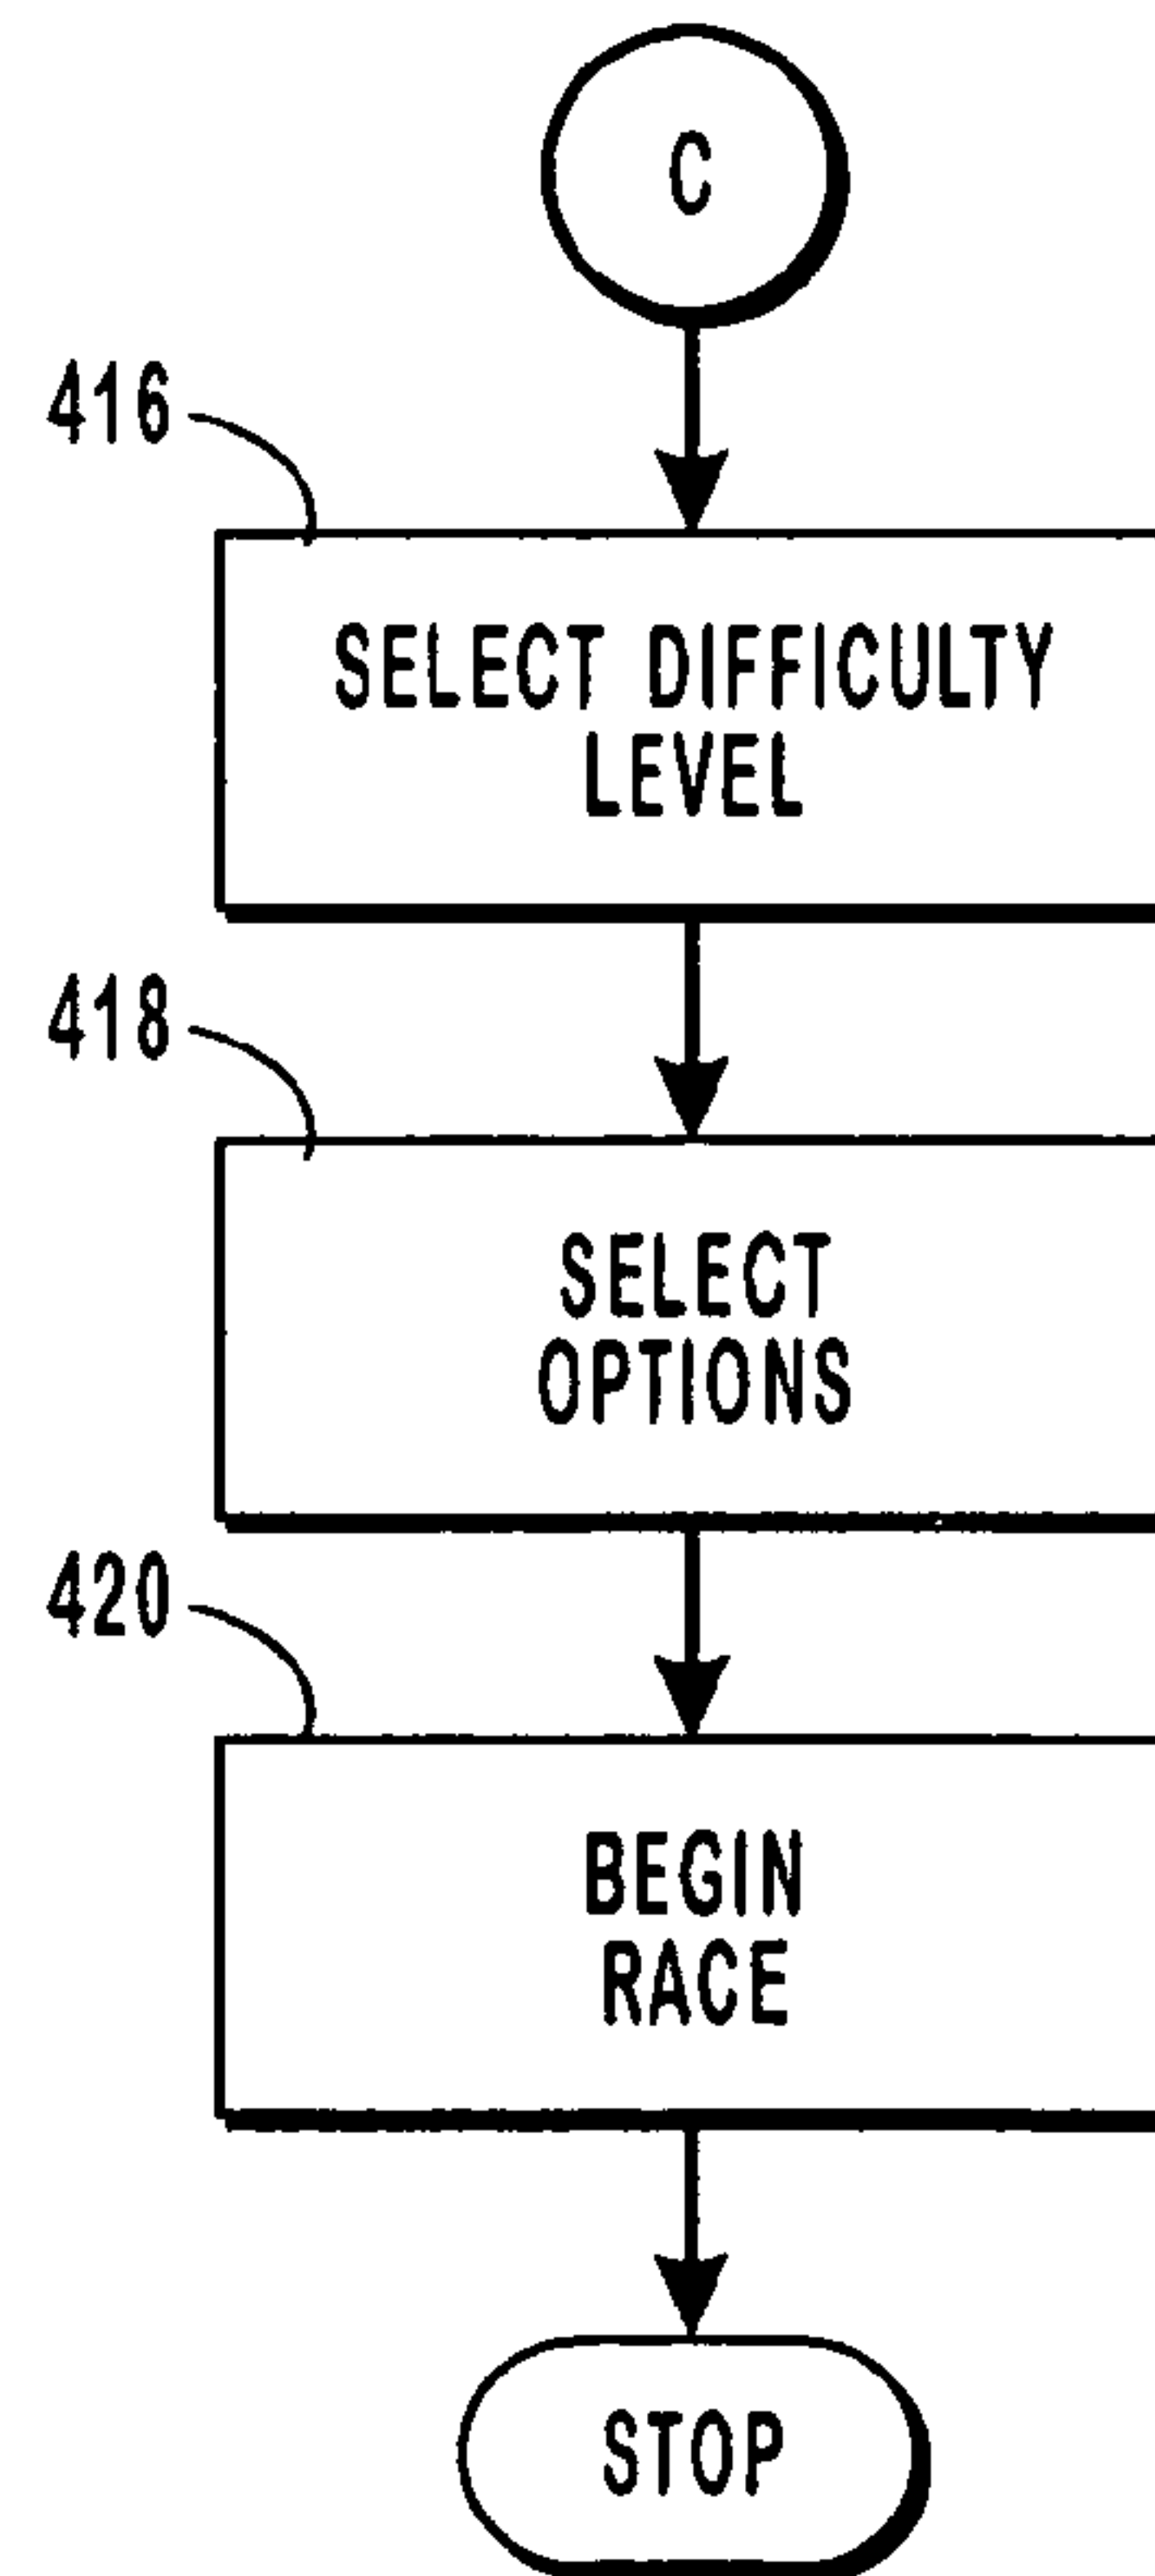 C
416
SELECT DIFFICULTY
LEVEL
418
SELECT
OPTIONS
420
BEGIN
RACE
STOP